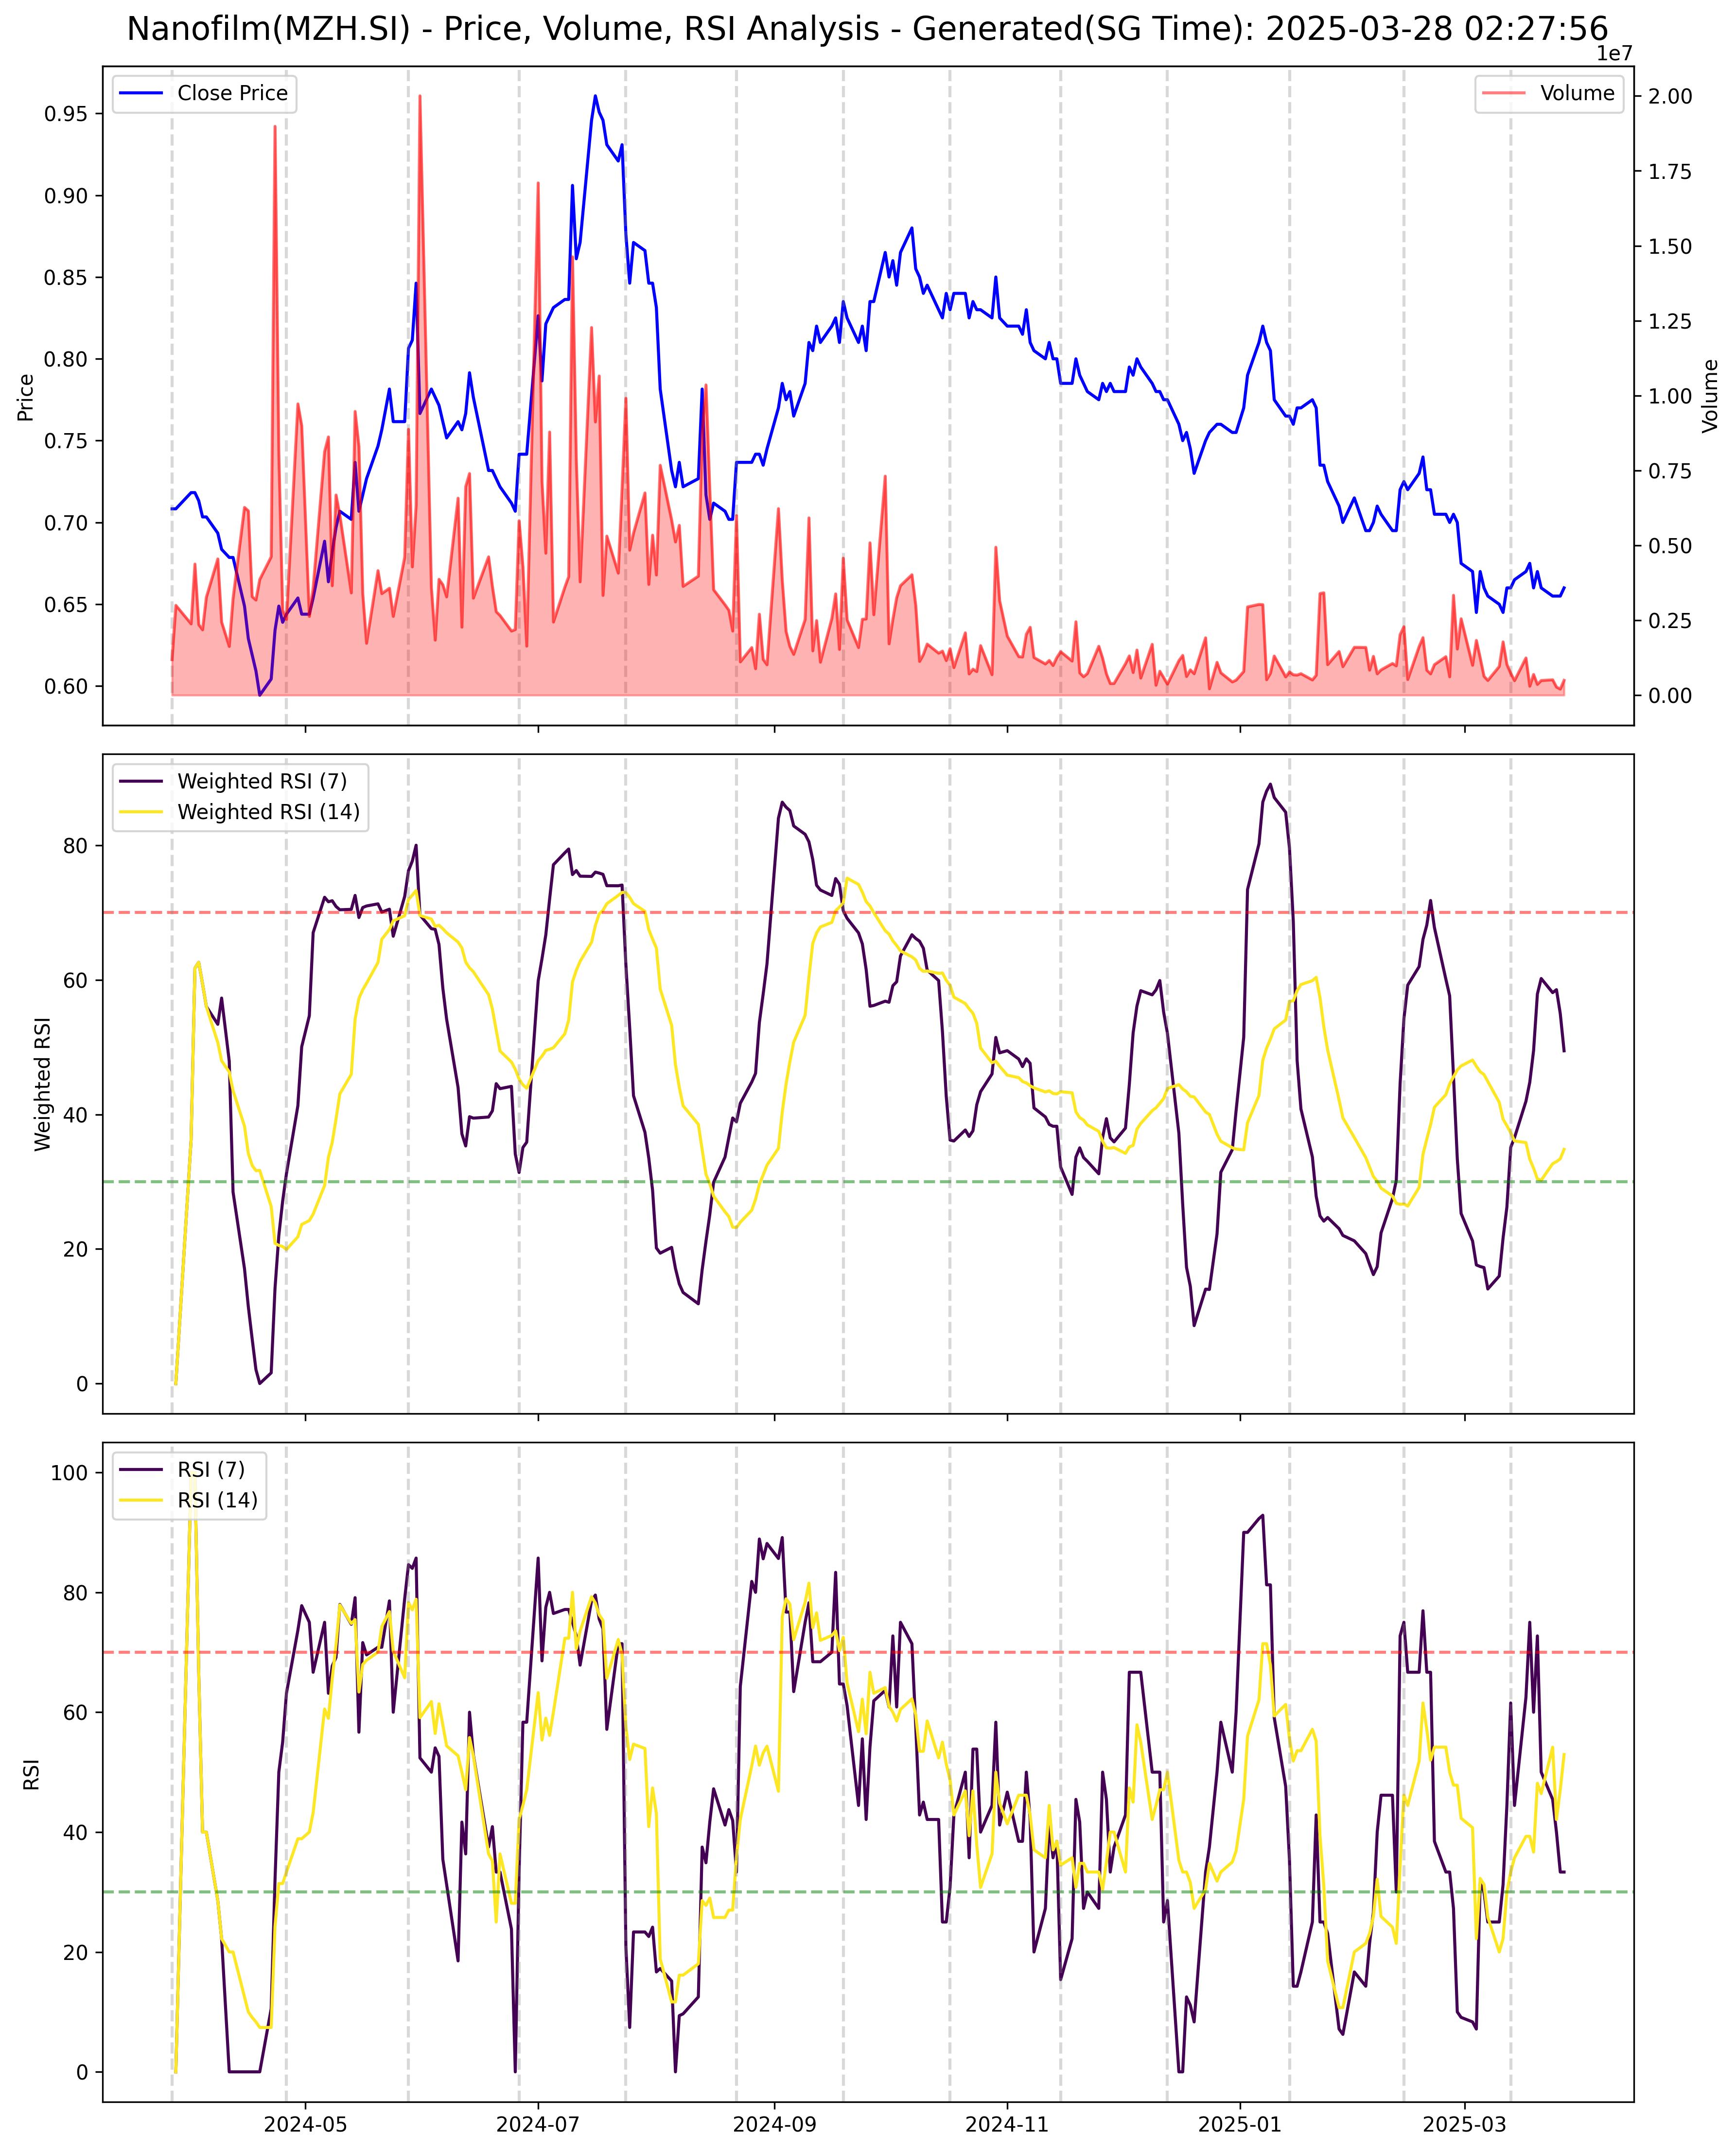 Nanofilm(MZH.SI) - Price, Volume, RSI Analysis - Generated(SG Time): 2025-03-28 02:27:56
1e7
Close Price
Volume
0.95
0.90
0.85
0.80
0.75
0.70
0.65
0.60
Price
2.00
1.75
1.50
1.25
1.00
0.75
0.50
0.25
0.00
Volume
Weighted RSI (7)
Weighted RSI (14)
80
60
40
20
0
Weighted RSI
RSI (7)
RSI (14)
100
80
60
40
20
0
RSI
2024-05
2024-07
2024-09
2024-11
2025-01
2025-03